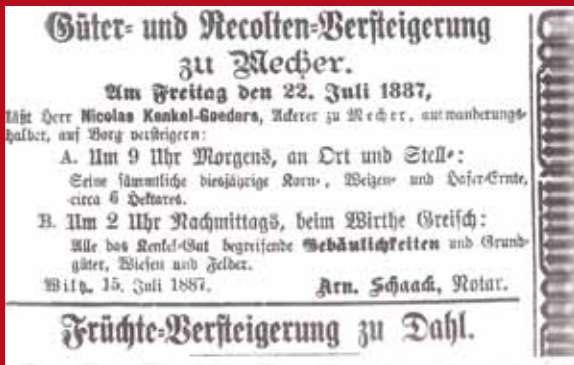 Güter- und Recolten-Versteigerung
zu Mecher.
Am Freitag den 22. Juli 1887,
läßt Herr Nicolas Kenkel-Goeders, Ackerer zu Mecher, auswanderungs-
halber, auf Borg versteigern:
A. Um 9 Uhr Morgens, an Ort und Stelle:
Seine sämmtliche diesjährige Korn-, Weizen- und Hafer-Ernte,
circa 6 Hektares.
B. Um 2 Uhr Nachmittags, beim Wirthe Greisch:
Alle das Kenkel-Gut begreifende Gebäulichkeiten und Grund-
güter, Wiesen und Felder.
Wiltz, 15. Juli 1887. Arn. Schaack, Notar.
Früchte-Versteigerung zu Dahl.